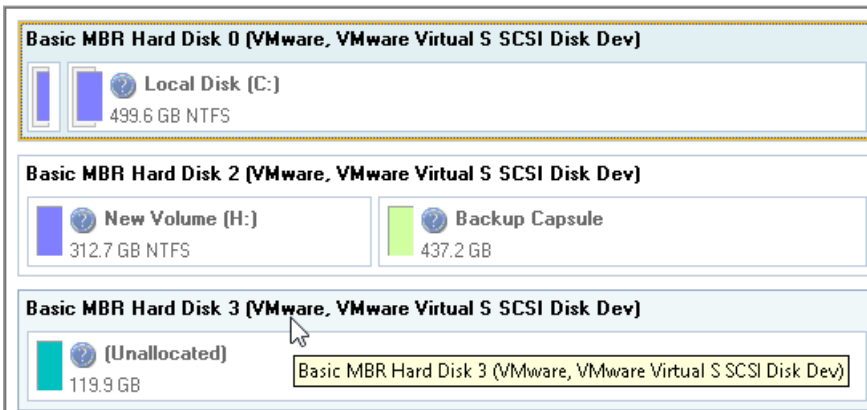 Basic MBR Hard Disk 0 (VMware, VMware Virtual S SCSI Disk Dev)
Local Disk (C:)
499.6 GB NTFS
Basic MBR Hard Disk 2 (VMware, VMware Virtual S SCSI Disk Dev)
New Volume (H:)
312.7 GB NTFS
Backup Capsule
437.2 GB
Basic MBR Hard Disk 3 (VMware, VMware Virtual S SCSI Disk Dev)
(Unallocated)
119.9 GB
Basic MBR Hard Disk 3 (VMware, VMware Virtual S SCSI Disk Dev)